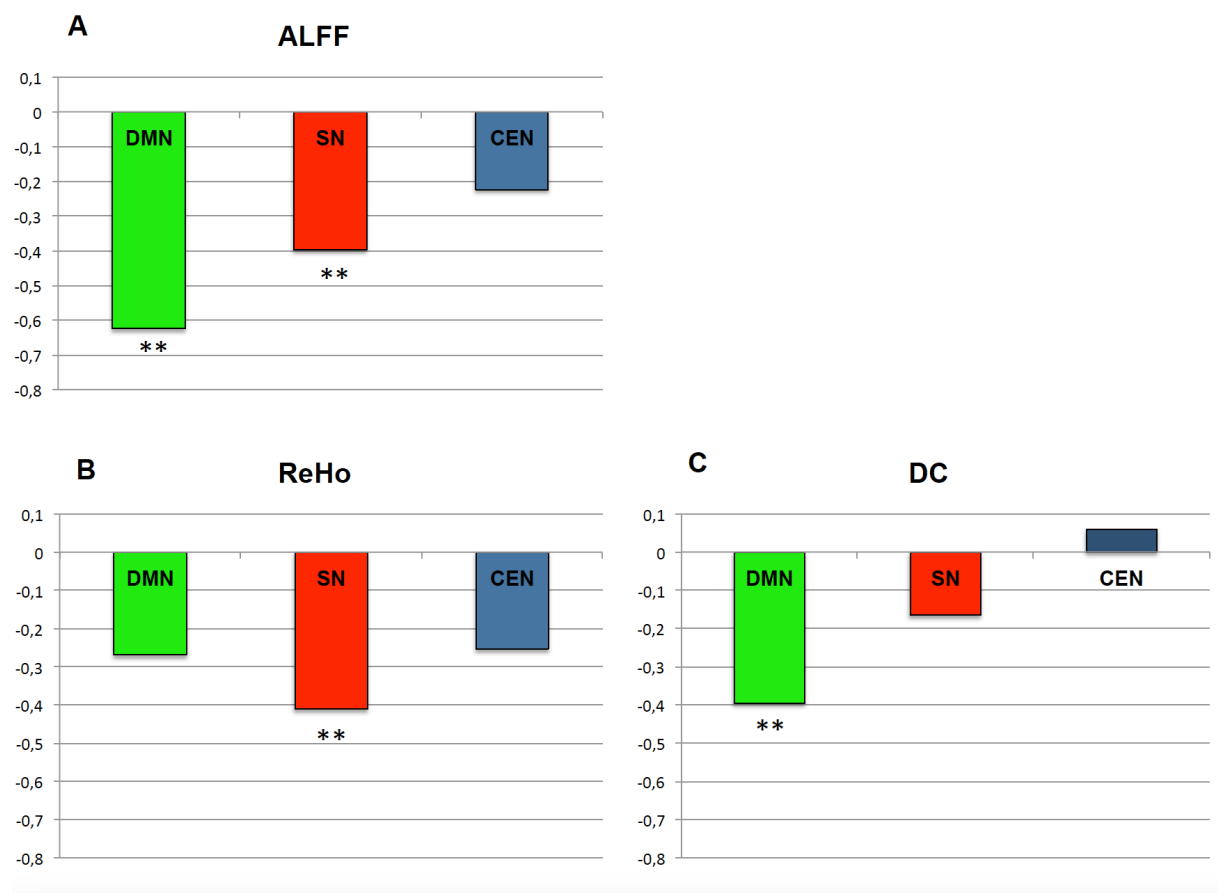 A
ALFF
0,1
0
-0,1
-0,2
-0,3
-0,4
-0,5
-0,6
-0,7
-0,8
DMN
SN
CEN
**
**
B
ReHo
0,1
0
-0,1
-0,2
-0,3
-0,4
-0,5
-0,6
-0,7
-0,8
DMN
SN
CEN
**
C
DC
0,1
0
-0,1
-0,2
-0,3
-0,4
-0,5
-0,6
-0,7
-0,8
DMN
SN
CEN
**